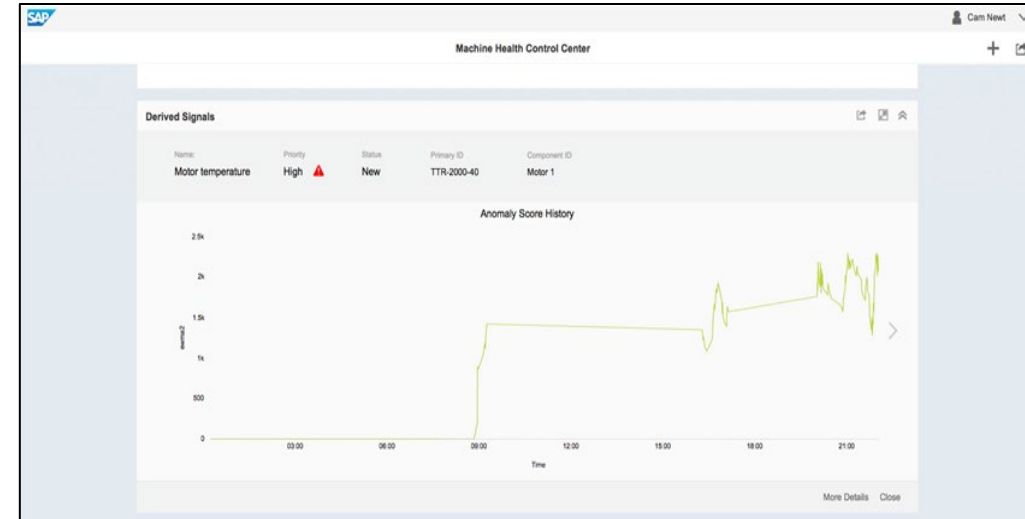 SAP
Cam Newt
Machine Health Control Center
Derived Signals
Name: Priority Status Primary ID Component ID
Motor temperature High New TTR-2000-40 Motor 1
Anomaly Score History
2.5k
2k
1.5k
1k
500
0
ewma2
03:00 06:00 09:00 12:00 15:00 18:00 21:00
Time
More Details Close